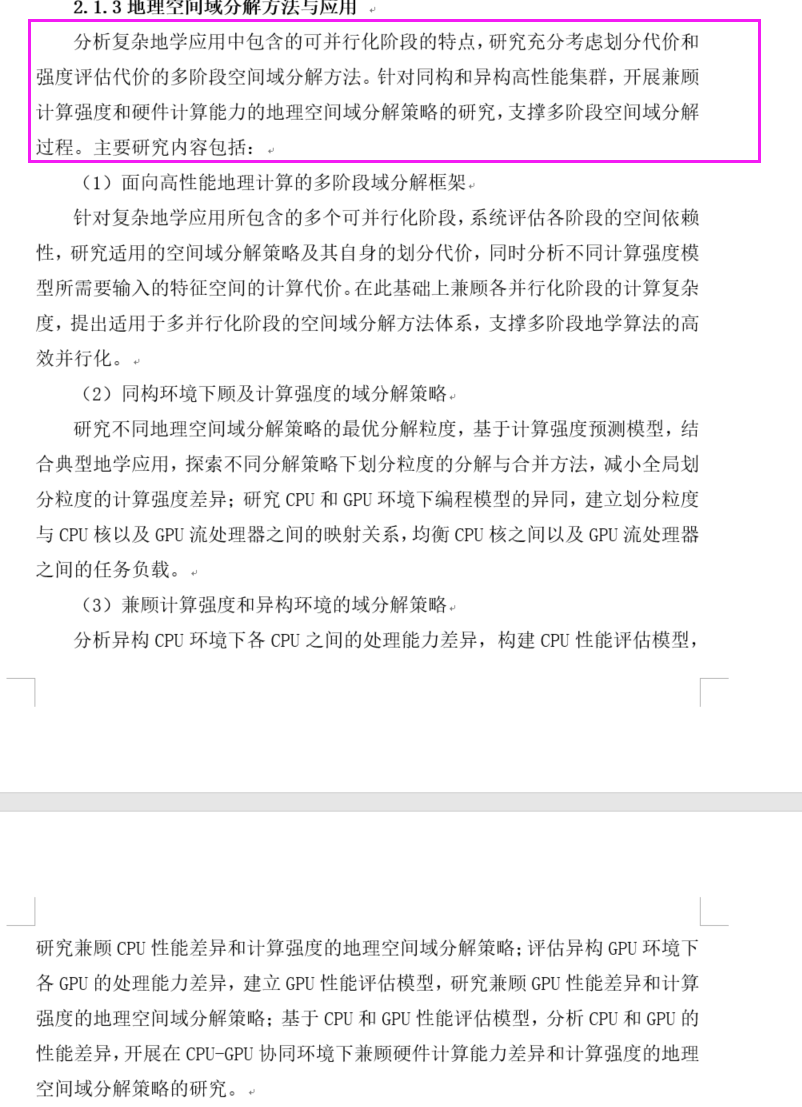 2.1.3 地理空间域分解方法与应用
分析复杂地学应用中包含的可并行化阶段的特点，研究充分考虑划分代价和
强度评估代价的多阶段空间域分解方法。针对同构和异构高性能集群，开展兼顾
计算强度和硬件计算能力的地理空间域分解策略的研究，支撑多阶段空间域分解
过程。主要研究内容包括：
（1）面向高性能地理计算的多阶段域分解框架
针对复杂地学应用所包含的多个可并行化阶段，系统评估各阶段的空间依赖
性，研究适用的空间域分解策略及其自身的划分代价，同时分析不同计算强度模
型所需要输入的特征空间的计算代价。在此基础上兼顾各并行化阶段的计算复杂
度，提出适用于多并行化阶段的空间域分解方法体系，支撑多阶段地学算法的高
效并行化。
（2）同构环境下顾及计算强度的域分解策略
研究不同地理空间域分解策略的最优分解粒度，基于计算强度预测模型，结
合典型地学应用，探索不同分解策略下划分粒度的分解与合并方法，减小全局划
分粒度的计算强度差异；研究 CPU 和 GPU 环境下编程模型的异同，建立划分粒度
与 CPU 核以及 GPU 流处理器之间的映射关系，均衡 CPU 核之间以及 GPU 流处理器
之间的任务负载。
（3）兼顾计算强度和异构环境的域分解策略
分析异构 CPU 环境下各 CPU 之间的处理能力差异，构建 CPU 性能评估模型，
研究兼顾 CPU 性能差异和计算强度的地理空间域分解策略；评估异构 GPU 环境下
各 GPU 的处理能力差异，建立 GPU 性能评估模型，研究兼顾 GPU 性能差异和计算
强度的地理空间域分解策略；基于 CPU 和 GPU 性能评估模型，分析 CPU 和 GPU 的
性能差异，开展在 CPU-GPU 协同环境下兼顾硬件计算能力差异和计算强度的地理
空间域分解策略的研究。